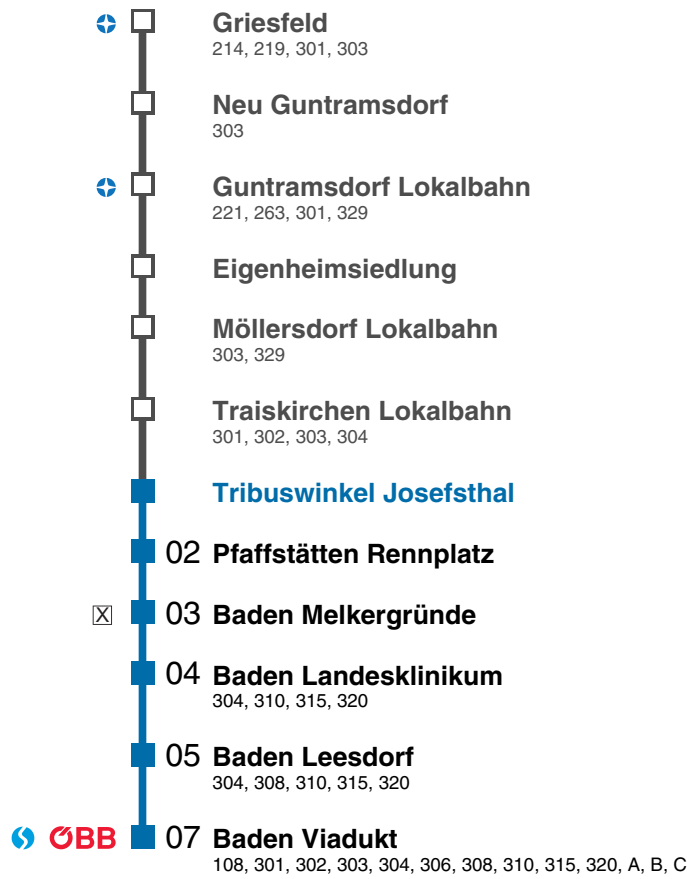 Griesfeld
214, 219, 301, 303
Neu Guntramsdorf
303
Guntramsdorf Lokalbahn
221, 263, 301, 329
Eigenheimsiedlung
Möllersdorf Lokalbahn
303, 329
Traiskirchen Lokalbahn
301, 302, 303, 304
Tribuswinkel Josefsthal
02 Pfaffstätten Rennplatz
X 03 Baden Melkergründe
04 Baden Landesklinikum
304, 310, 315, 320
05 Baden Leesdorf
304, 308, 310, 315, 320
ÖBB 07 Baden Viadukt
108, 301, 302, 303, 304, 306, 308, 310, 315, 320, A, B, C